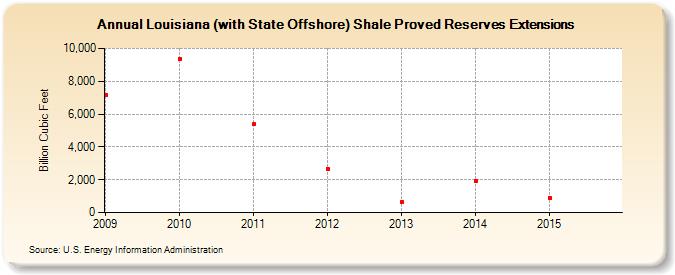 Annual Louisiana (with State Offshore) Shale Proved Reserves Extensions
Billion Cubic Feet
10,000
8,000
6,000
4,000
2,000
0
2009 2010 2011 2012 2013 2014 2015
Source: U.S. Energy Information Administration